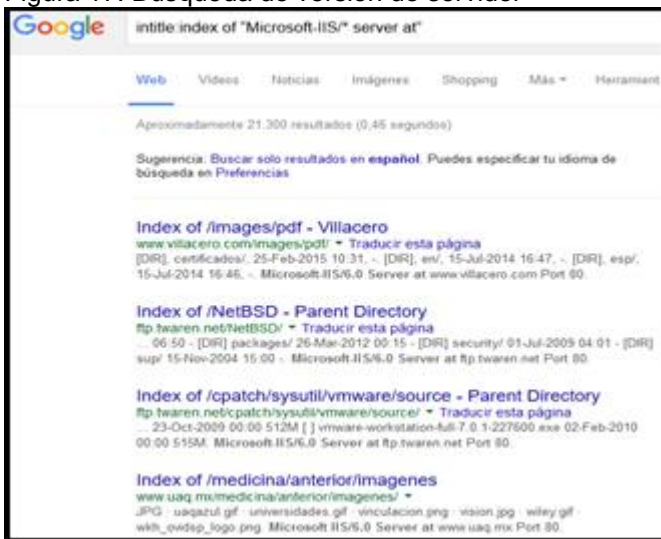 Google
intitle:index of "Microsoft-IIS/* server at"
Web Videos Noticias Imágenes Shopping Más Herramient
Aproximadamente 21.300 resultados (0,45 segundos)
Sugerencia: Buscar solo resultados en español. Puedes especificar tu idioma de
búsqueda en Preferencias
Index of /images/pdf - Villacero
www.villacero.com/images/pdf/ Traducir esta página
[DIR], certificados/, 25-Feb-2015 10:31, -. [DIR], en/, 15-Jul-2014 16:47, -. [DIR], esp/,
15-Jul-2014 16:46, -. Microsoft-IIS/6.0 Server at www.villacero.com Port 80.
Index of /NetBSD - Parent Directory
ftp.twaren.net/NetBSD/ Traducir esta página
... 06:50 - [DIR] packages/ 26-Mar-2012 00:15 - [DIR] security/ 01-Jul-2009 04:01 - [DIR]
sup/ 15-Nov-2004 15:00 -. Microsoft-IIS/6.0 Server at ftp.twaren.net Port 80.
Index of /cpatch/sysutil/vmware/source - Parent Directory
ftp.twaren.net/cpatch/sysutil/vmware/source/ Traducir esta página
... 23-Oct-2009 00:00 512M [ ] vmware-workstation-full-7.0.1-227600.exe 02-Feb-2010
00:00 515M. Microsoft-IIS/6.0 Server at ftp.twaren.net Port 80.
Index of /medicina/anterior/imagenes
www.uaq.mx/medicina/anterior/imagenes/
JPG · uaqazul.gif · universidades.gif · vinculacion.png · vision.jpg · wiley.gif ·
wkh_ovidsp_logo.png. Microsoft-IIS/6.0 Server at www.uaq.mx Port 80.